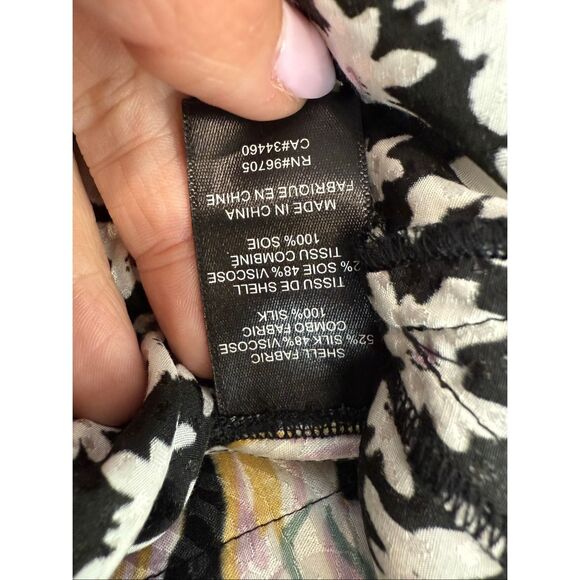 SHELL FABRIC
52% SILK 48% VISCOSE
COMBO FABRIC
100% SILK
TISSU DE SHELL
2% SOIE 48% VISCOSE
TISSU COMBINE
100% SOIE
MADE IN CHINA
FABRIQUE EN CHINE
RN#96705
CA#34460